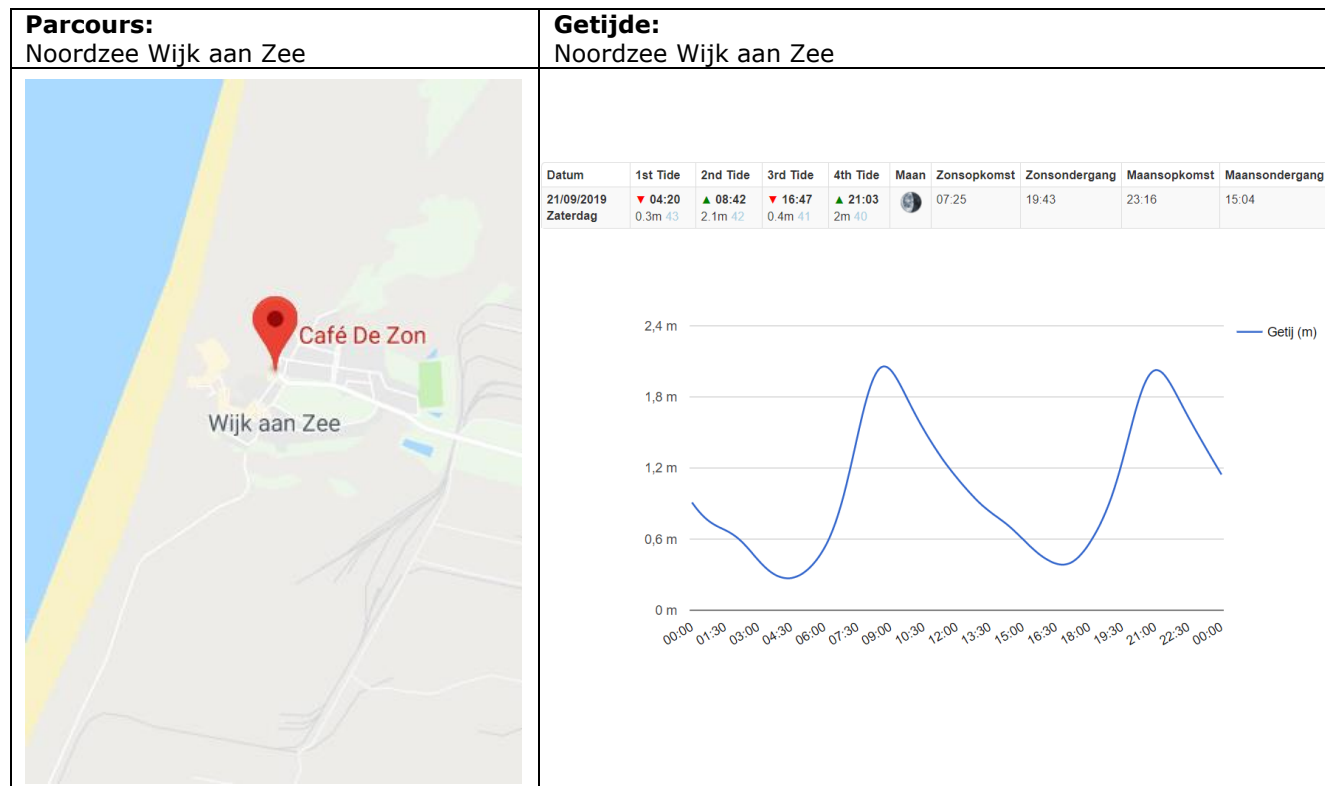 Parcours:
Noordzee Wijk aan Zee
Getijde:
Noordzee Wijk aan Zee
Café De Zon
Wijk aan Zee
Datum 1st Tide 2nd Tide 3rd Tide 4th Tide Maan Zonsopkomst Zonsondergang Maansopkomst Maansondergang
21/09/2019 ▼ 04:20 ▲ 08:42 ▼ 16:47 ▲ 21:03 07:25 19:43 23:16 15:04
Zaterdag 0.3m 43 2.1m 42 0.4m 41 2m 40
2,4 m
Getij (m)
1,8 m
1,2 m
0,6 m
0 m
00:00 01:30 03:00 04:30 06:00 07:30 09:00 10:30 12:00 13:30 15:00 16:30 18:00 19:30 21:00 22:30 00:00